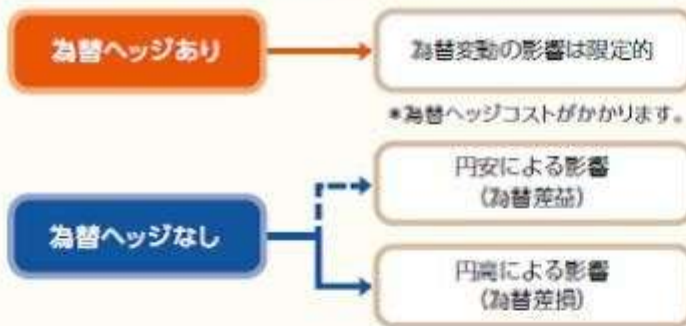 為替ヘッジあり
為替変動の影響は限定的
*為替ヘッジコストがかかります。
為替ヘッジなし
円安による影響
(為替差益)
円高による影響
(為替差損)